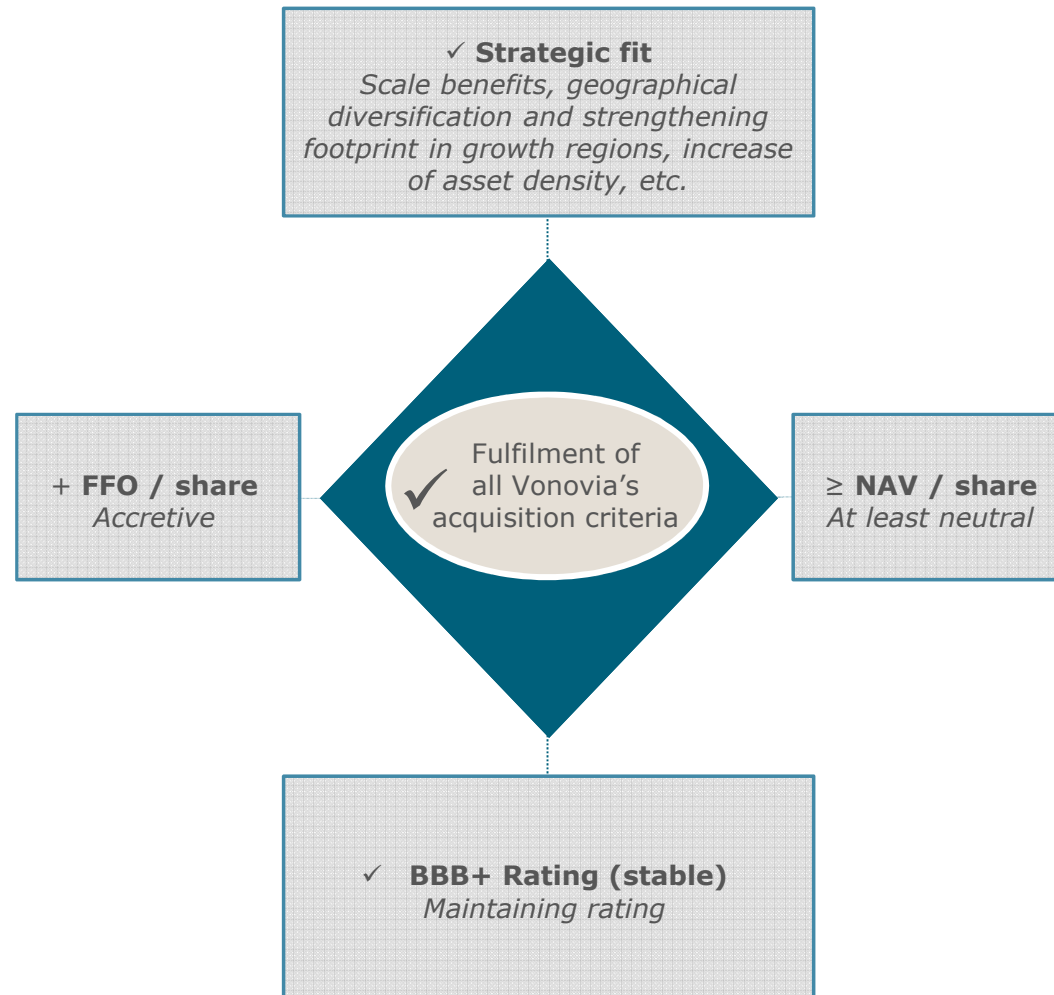 ✓ Strategic fit
Scale benefits, geographical
diversification and strengthening
footprint in growth regions, increase
of asset density, etc.
+ FFO / share
Accretive
✓ Fulfilment of
all Vonovia’s
acquisition criteria
≥ NAV / share
At least neutral
✓ BBB+ Rating (stable)
Maintaining rating